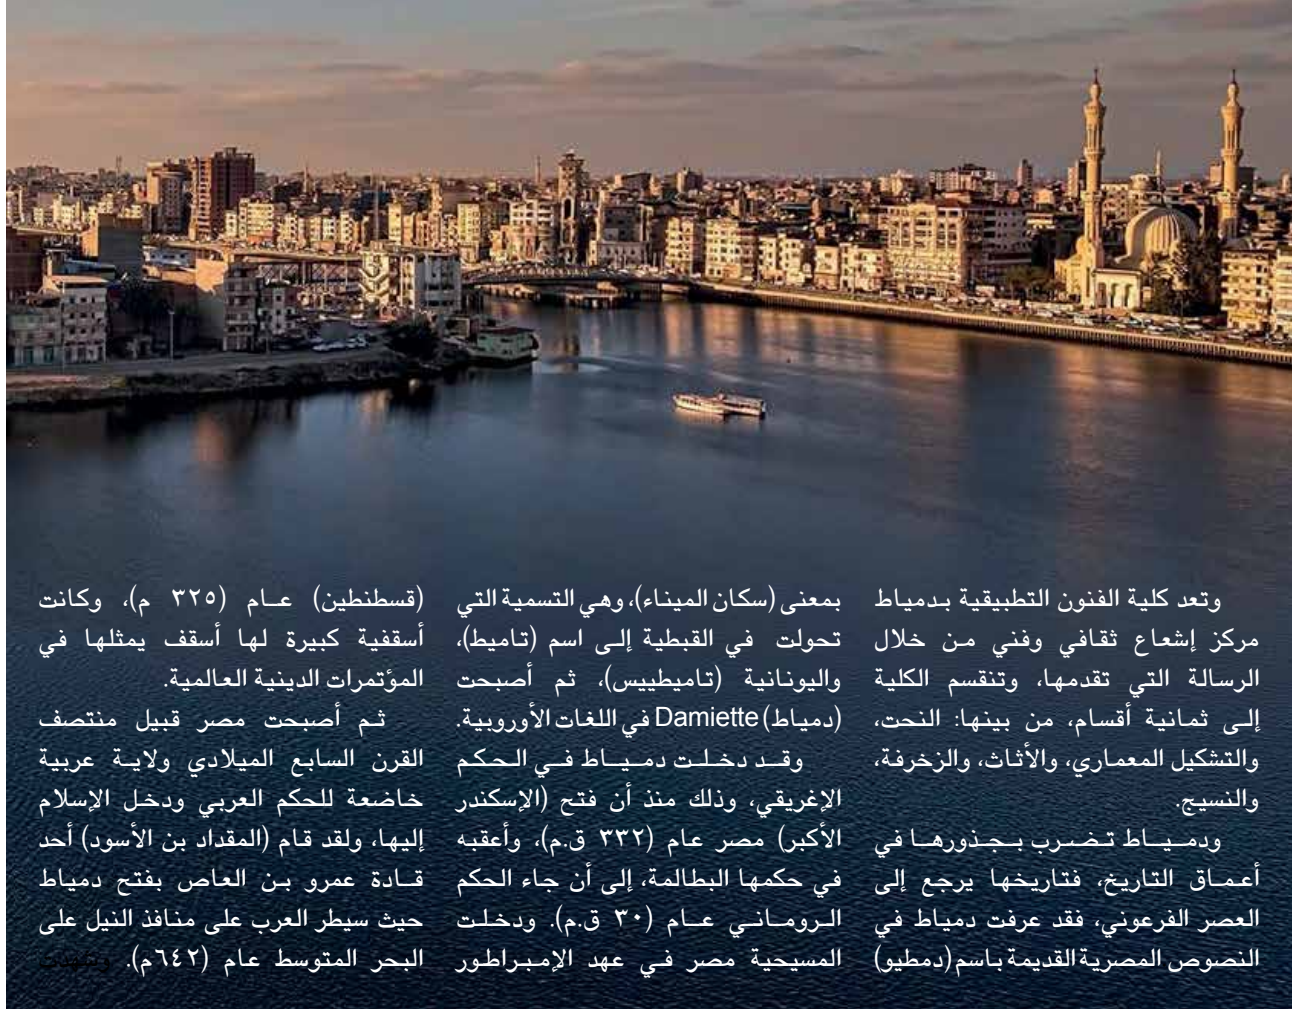 وتعد كلية الفنون التطبيقية بدمياط
مركز إشعاع ثقافي وفني من خلال
الرسالة التي تقدمها، وتنقسم الكلية
إلى ثمانية أقسام، من بينها: النحت،
والتشكيل المعماري، والأثاث، والزخرفة،
والنسيج.
ودمياط تضرب بجذورها في
أعماق التاريخ، فتاريخها يرجع إلى
العصر الفرعوني، فقد عرفت دمياط في
النصوص المصرية القديمة باسم (دمطيو)
بمعنى (سكان الميناء)، وهي التسمية التي
تحولت في القبطية إلى اسم (تاميط)،
واليونانية (تاميطييس)، ثم أصبحت
(دمياط) Damiette في اللغات الأوروبية.
وقد دخلت دمياط في الحكم
الإغريقي، وذلك منذ أن فتح (الإسكندر
الأكبر) مصر عام (٣٣٢ ق.م)، وأعقبه
في حكمها البطالمة، إلى أن جاء الحكم
الروماني عام (٣٠ ق.م). ودخلت
المسيحية مصر في عهد الإمبراطور
(قسطنطين) عام (٣٢٥ م)، وكانت
أسقفية كبيرة لها أسقف يمثلها في
المؤتمرات الدينية العالمية.
ثم أصبحت مصر قبيل منتصف
القرن السابع الميلادي ولاية عربية
خاضعة للحكم العربي ودخل الإسلام
إليها، ولقد قام (المقداد بن الأسود) أحد
قادة عمرو بن العاص بفتح دمياط
حيث سيطر العرب على منافذ النيل على
البحر المتوسط عام (٦٤٢م).